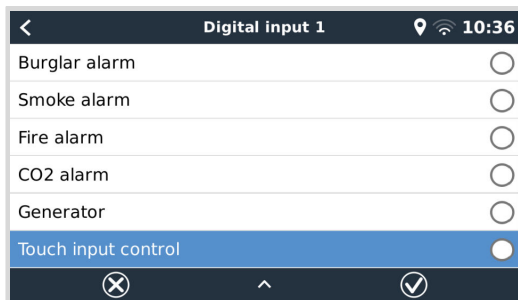 Digital input 1 10:36
Burglar alarm
Smoke alarm
Fire alarm
CO2 alarm
Generator
Touch input control